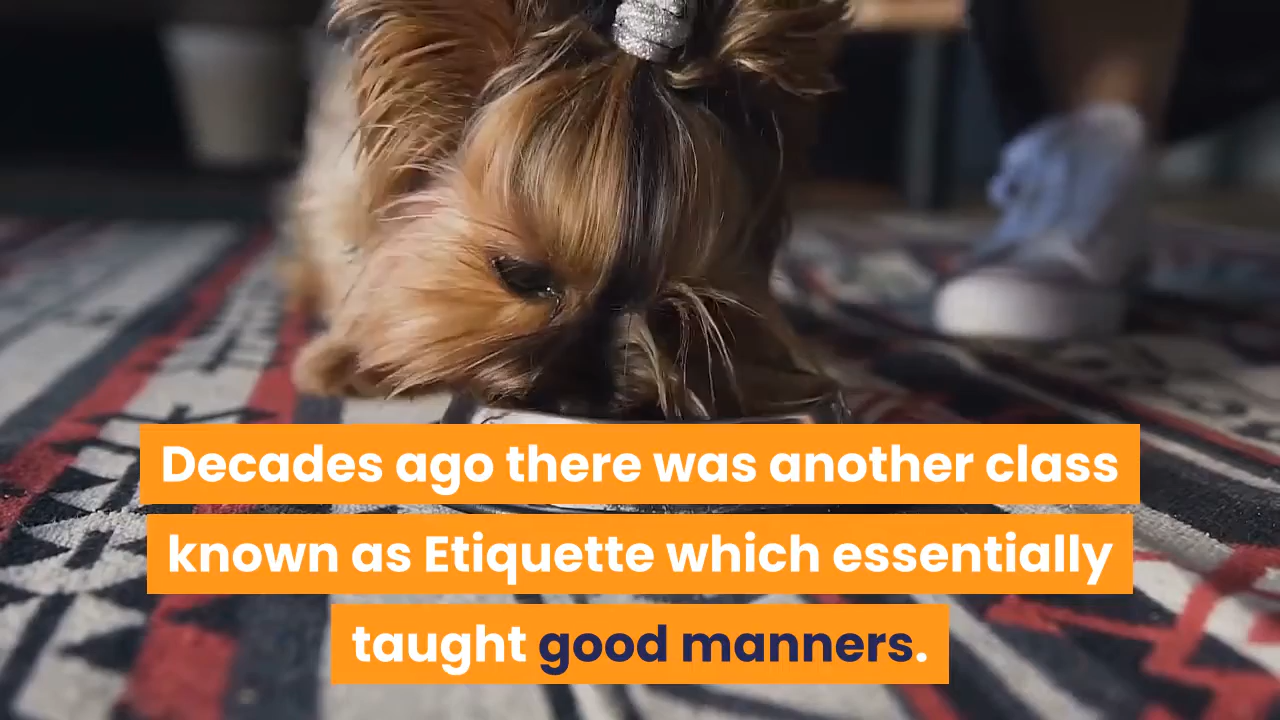 Decades ago there was another class
known as Etiquette which essentially
taught good manners.